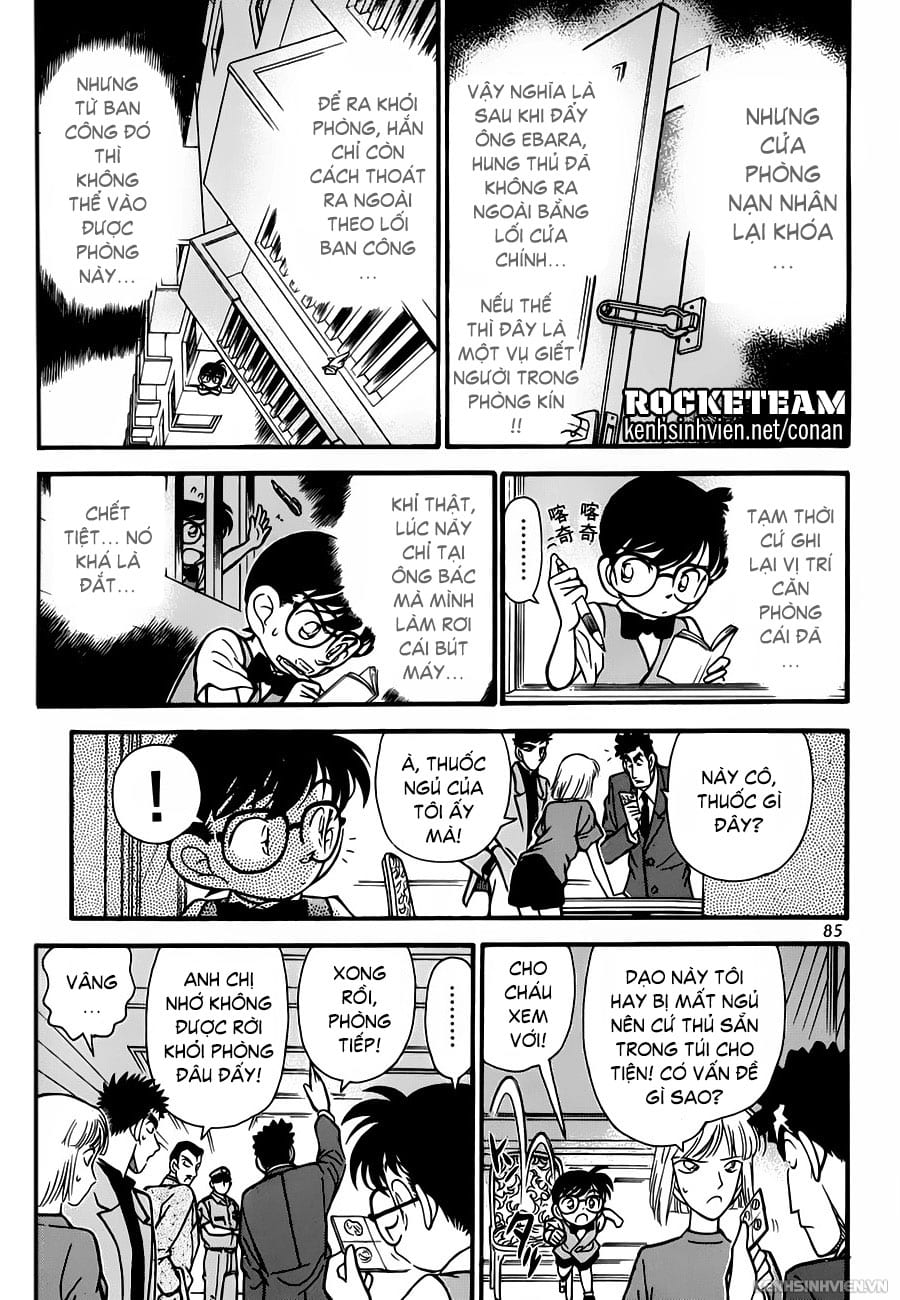 NHƯNG
CỬA
PHÒNG
NẠN NHÂN
LẠI KHÓA
...
VẬY NGHĨA LÀ
SAU KHI ĐẨY
ÔNG EBARA,
HUNG THỦ ĐÃ
KHÔNG RA
NGOÀI BẰNG
LỐI CỬA
CHÍNH...
NẾU THẾ
THÌ ĐÂY LÀ
MỘT VỤ GIẾT
NGƯỜI TRONG
PHÒNG KÍN
!!
ROCKETEAM
kenhsinhvien.net/conan
ĐỂ RA KHỎI
PHÒNG, HẮN
CHỈ CÒN
CÁCH THOÁT
RA NGOÀI
THEO LỐI
BAN CÔNG
...
NHƯNG
TỪ BAN
CÔNG ĐÓ
THÌ
KHÔNG
THỂ VÀO
ĐƯỢC
PHÒNG
NÀY...
TẠM THỜI
CỨ GHI
LẠI VỊ TRÍ
CĂN
PHÒNG
CÁI ĐÃ
...
喀奇
喀奇
........
KHỈ THẬT,
LÚC NÃY
CHỈ TẠI
ÔNG BÁC
MÀ MÌNH
LÀM RƠI
CÁI BÚT
MÁY...
CHẾT
TIỆT... NÓ
KHÁ LÀ
ĐẮT...
NÀY CÔ,
THUỐC GÌ
ĐÂY?
À, THUỐC
NGỦ CỦA
TÔI ẤY
MÀ!
!
85
DẠO NÀY TÔI
HAY BỊ MẤT NGỦ
NÊN CỨ THỦ SẴN
TRONG TÚI CHO
TIỆN! CÓ VẤN ĐỀ
GÌ SAO?
CHO
CHÁU
XEM
VỚI!
........
XONG
RỒI,
PHÒNG
TIẾP!
ANH CHỊ
NHỚ KHÔNG
ĐƯỢC RỜI
KHỎI PHÒNG
ĐÂU ĐẤY!
VÂNG
...
KENHSINHVIEN.VN